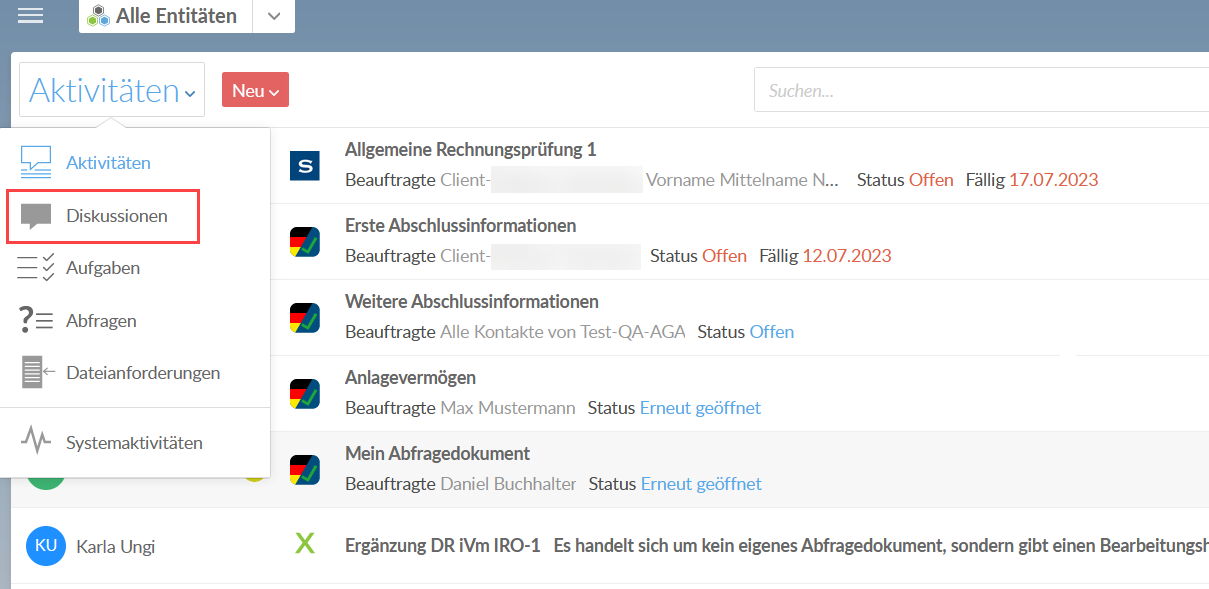 Alle Entitäten
Aktivitäten
Neu
Suchen...
Aktivitäten
Diskussionen
Aufgaben
Abfragen
Dateianforderungen
Systemaktivitäten
S
Allgemeine Rechnungsprüfung 1
Beauftragte Client- Vorname Mittelname N... Status Offen Fällig 17.07.2023
Erste Abschlussinformationen
Beauftragte Client- Status Offen Fällig 12.07.2023
Weitere Abschlussinformationen
Beauftragte Alle Kontakte von Test-QA-AGA Status Offen
Anlagevermögen
Beauftragte Max Mustermann Status Erneut geöffnet
Mein Abfragedokument
Beauftragte Daniel Buchhalter Status Erneut geöffnet
KU Karla Ungi X Ergänzung DR iVm IRO-1 Es handelt sich um kein eigenes Abfragedokument, sondern gibt einen